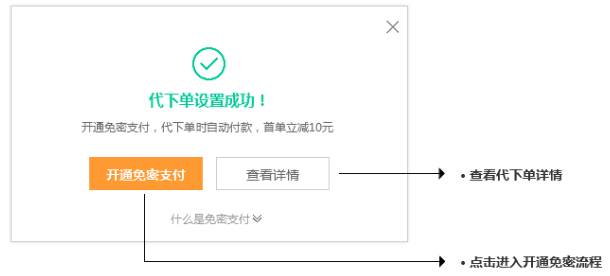 代下单设置成功！
开通免密支付，代下单时自动付款，首单立减10元
开通免密支付
查看详情
• 查看代下单详情
什么是免密支付
• 点击进入开通免密流程